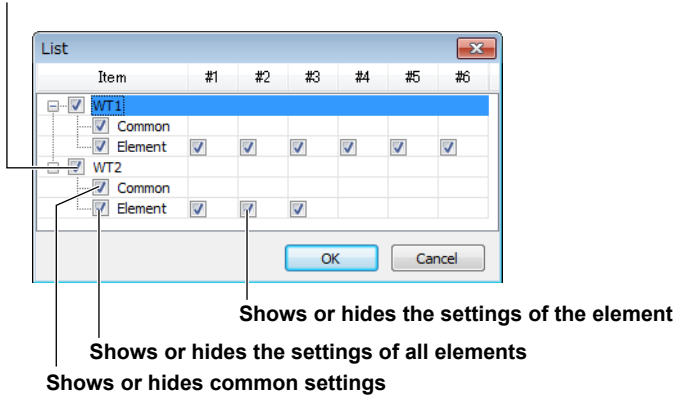 List
Item #1 #2 #3 #4 #5 #6
WT1
Common
Element
WT2
Common
Element
OK Cancel
Shows or hides the settings of the element
Shows or hides the settings of all elements
Shows or hides common settings